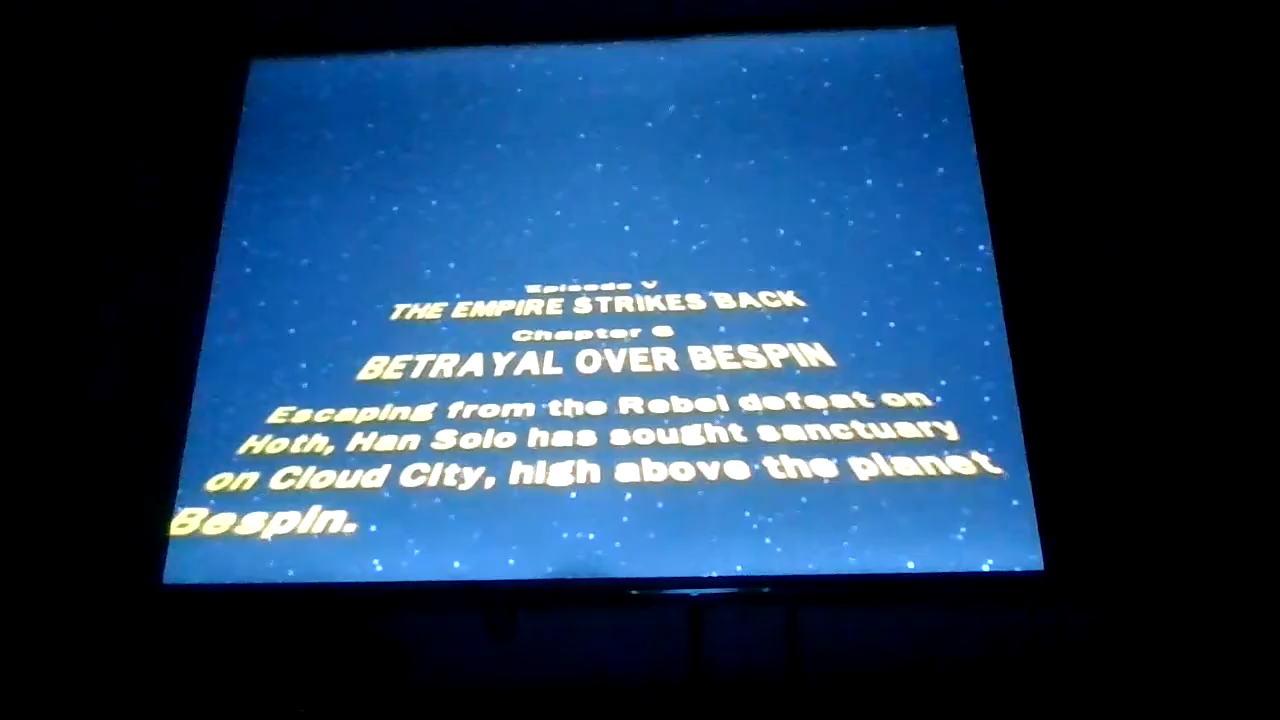 Episode V
THE EMPIRE STRIKES BACK
Chapter 6
BETRAYAL OVER BESPIN
Escaping from the Rebel defeat on
Hoth, Han Solo has sought sanctuary
on Cloud City, high above the planet
Bespin.